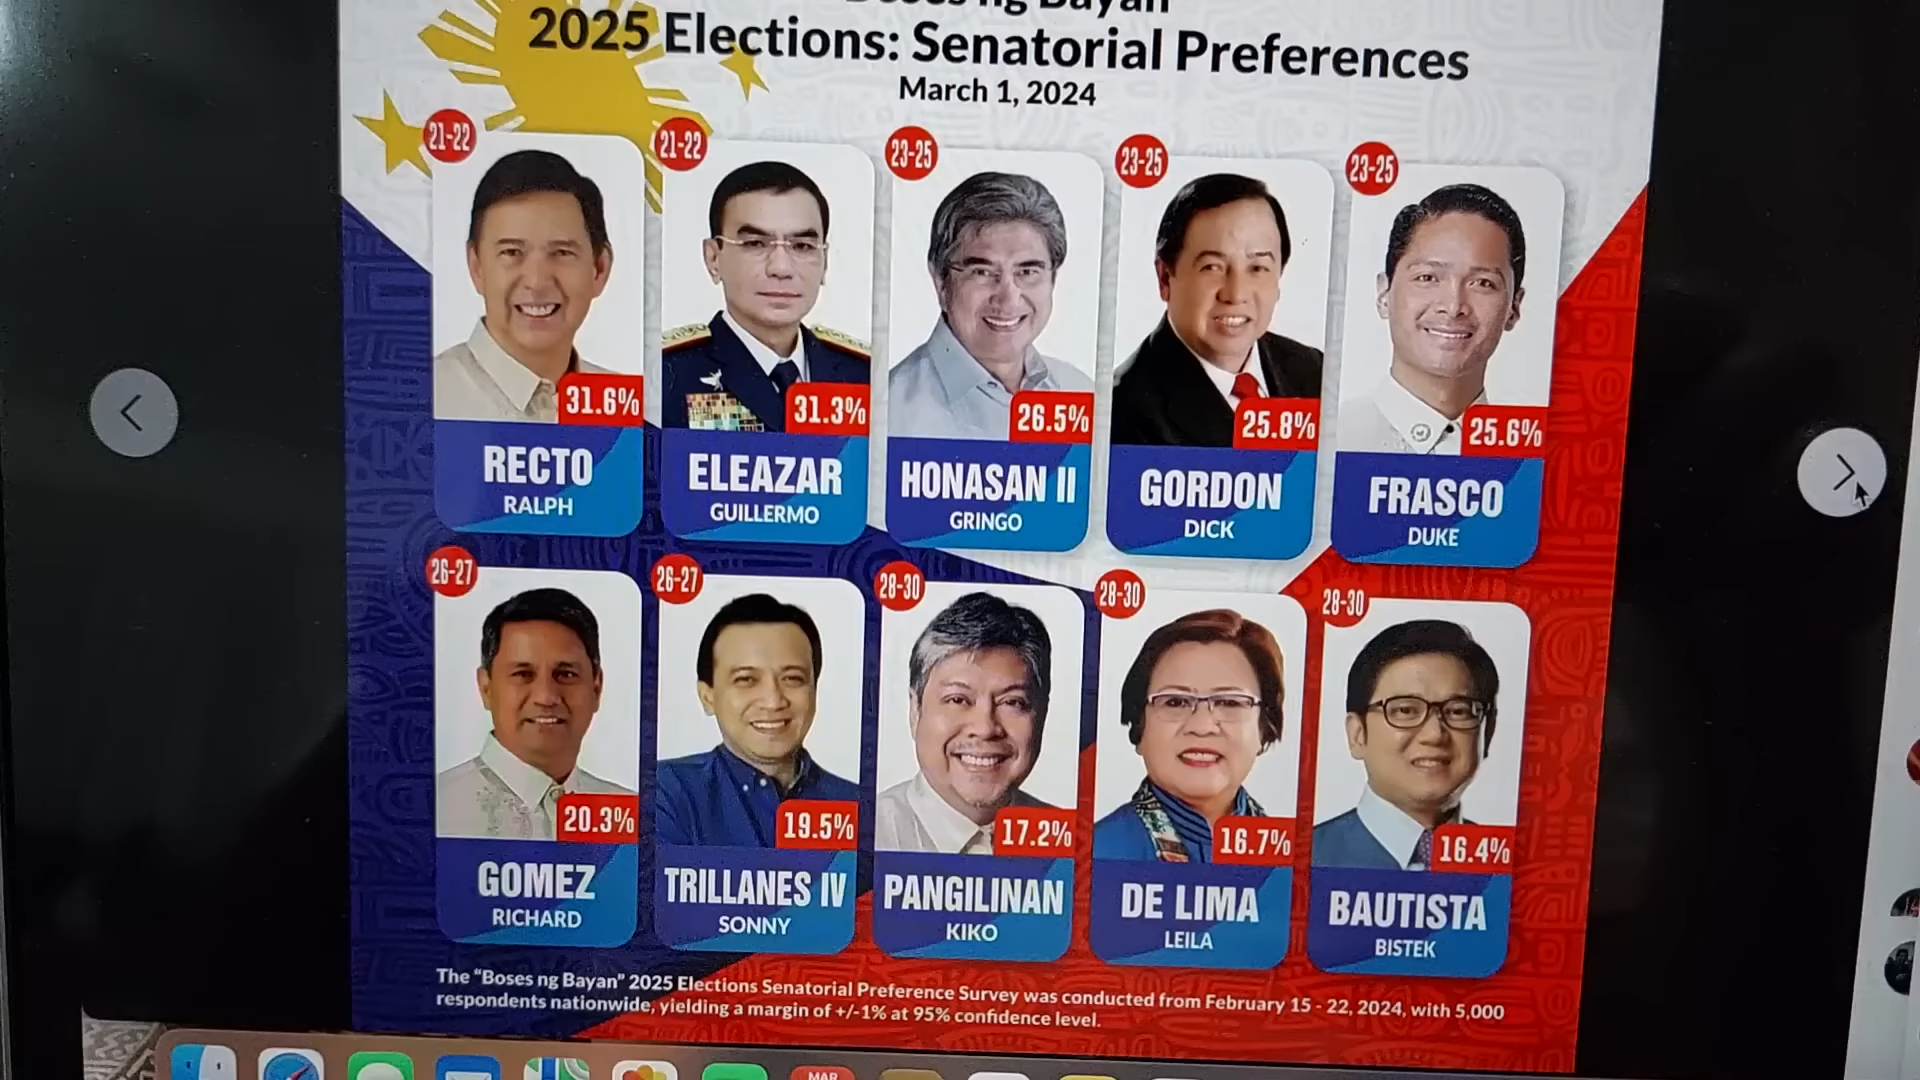 Boses ng Bayan
2025 Elections: Senatorial Preferences
March 1, 2024
21-22
31.6%
RECTO
RALPH
21-22
31.3%
ELEAZAR
GUILLERMO
23-25
26.5%
HONASAN II
GRINGO
23-25
25.8%
GORDON
DICK
23-25
25.6%
FRASCO
DUKE
26-27
20.3%
GOMEZ
RICHARD
26-27
19.5%
TRILLANES IV
SONNY
28-30
17.2%
PANGILINAN
KIKO
28-30
16.7%
DE LIMA
LEILA
28-30
16.4%
BAUTISTA
BISTEK
The “Boses ng Bayan” 2025 Elections Senatorial Preference Survey was conducted from February 15 - 22, 2024, with 5,000
respondents nationwide, yielding a margin of +/-1% at 95% confidence level.
MAR